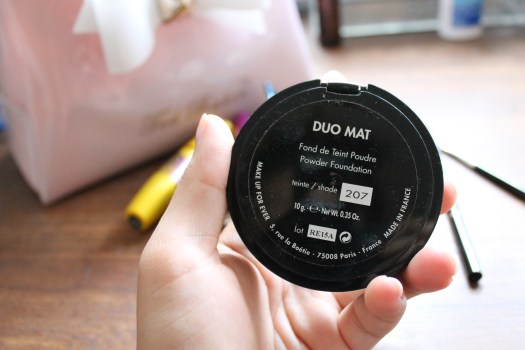 DUO MAT
Fond de Teint Poudre
Powder Foundation
teinte / shade 207
10 g. - e - Net Wt. 0.35 Oz.
lot RE15A
MAKE UP FOR EVER 5, rue la Boétie - 75008 Paris - France MADE IN FRANCE